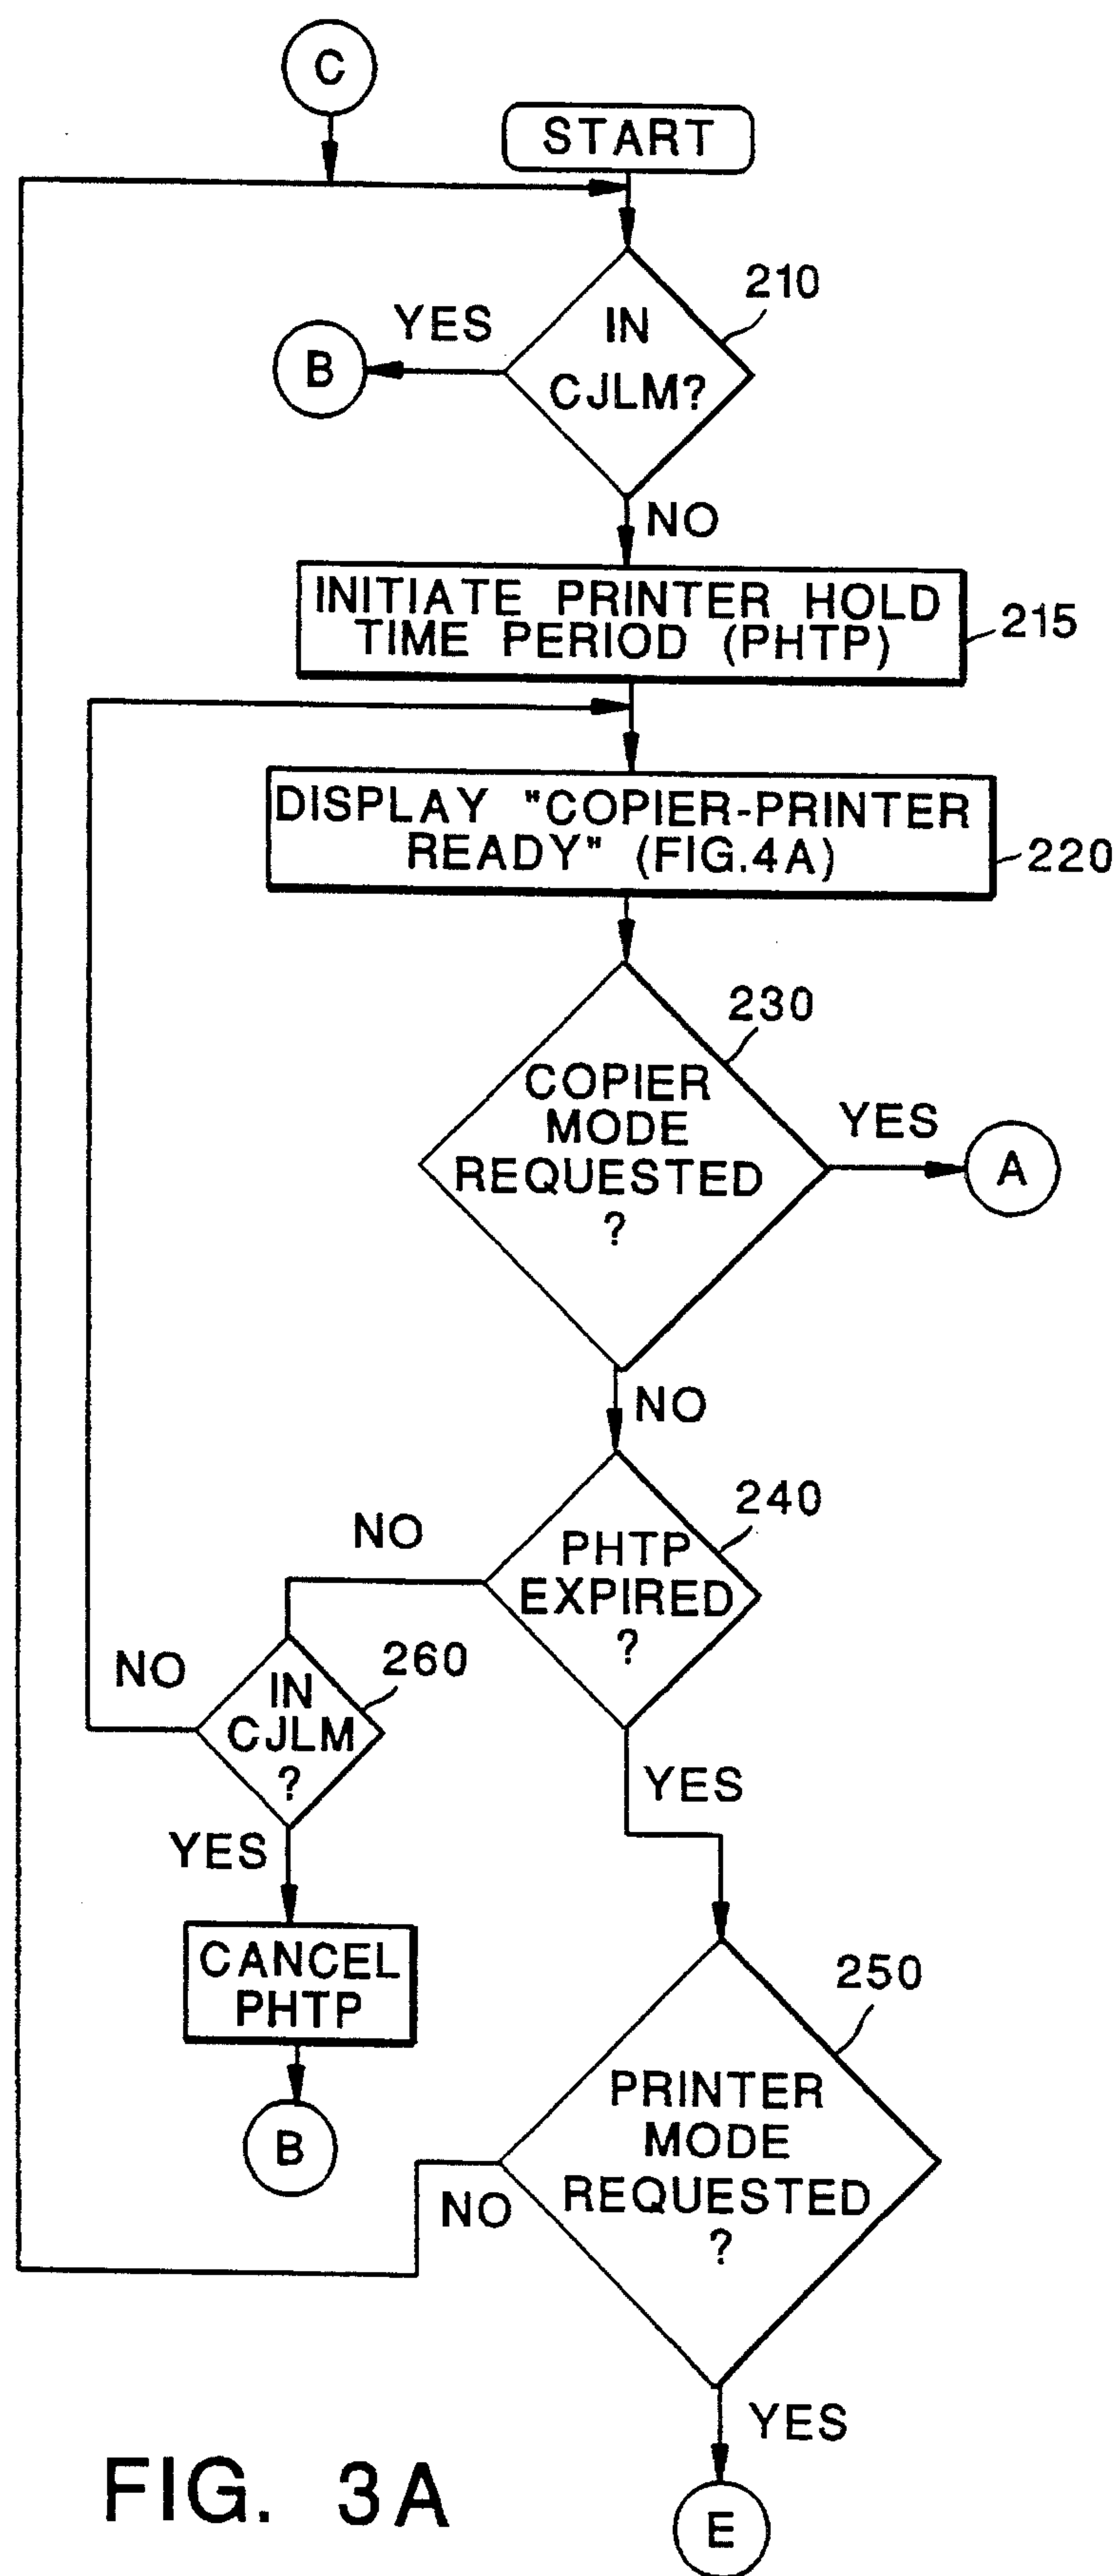 C
START
210
IN
CJLM?
YES
B
NO
INITIATE PRINTER HOLD
TIME PERIOD (PHTP)
215
DISPLAY "COPIER-PRINTER
READY" (FIG.4A)
220
230
COPIER
MODE
REQUESTED
?
YES
A
NO
240
PHTP
EXPIRED
?
NO
260
IN
CJLM
?
NO
YES
YES
CANCEL
PHTP
B
250
PRINTER
MODE
REQUESTED
?
NO
YES
E
FIG. 3A